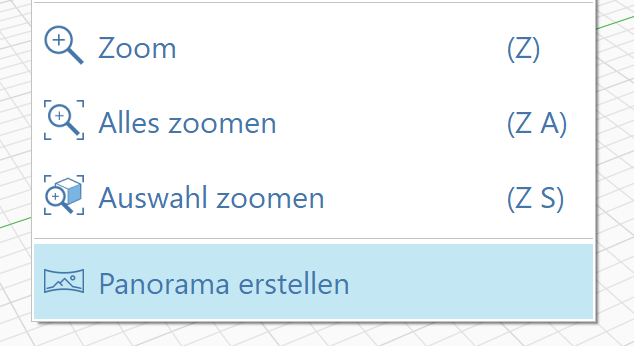 Zoom (Z)
Alles zoomen (Z A)
Auswahl zoomen (Z S)
Panorama erstellen